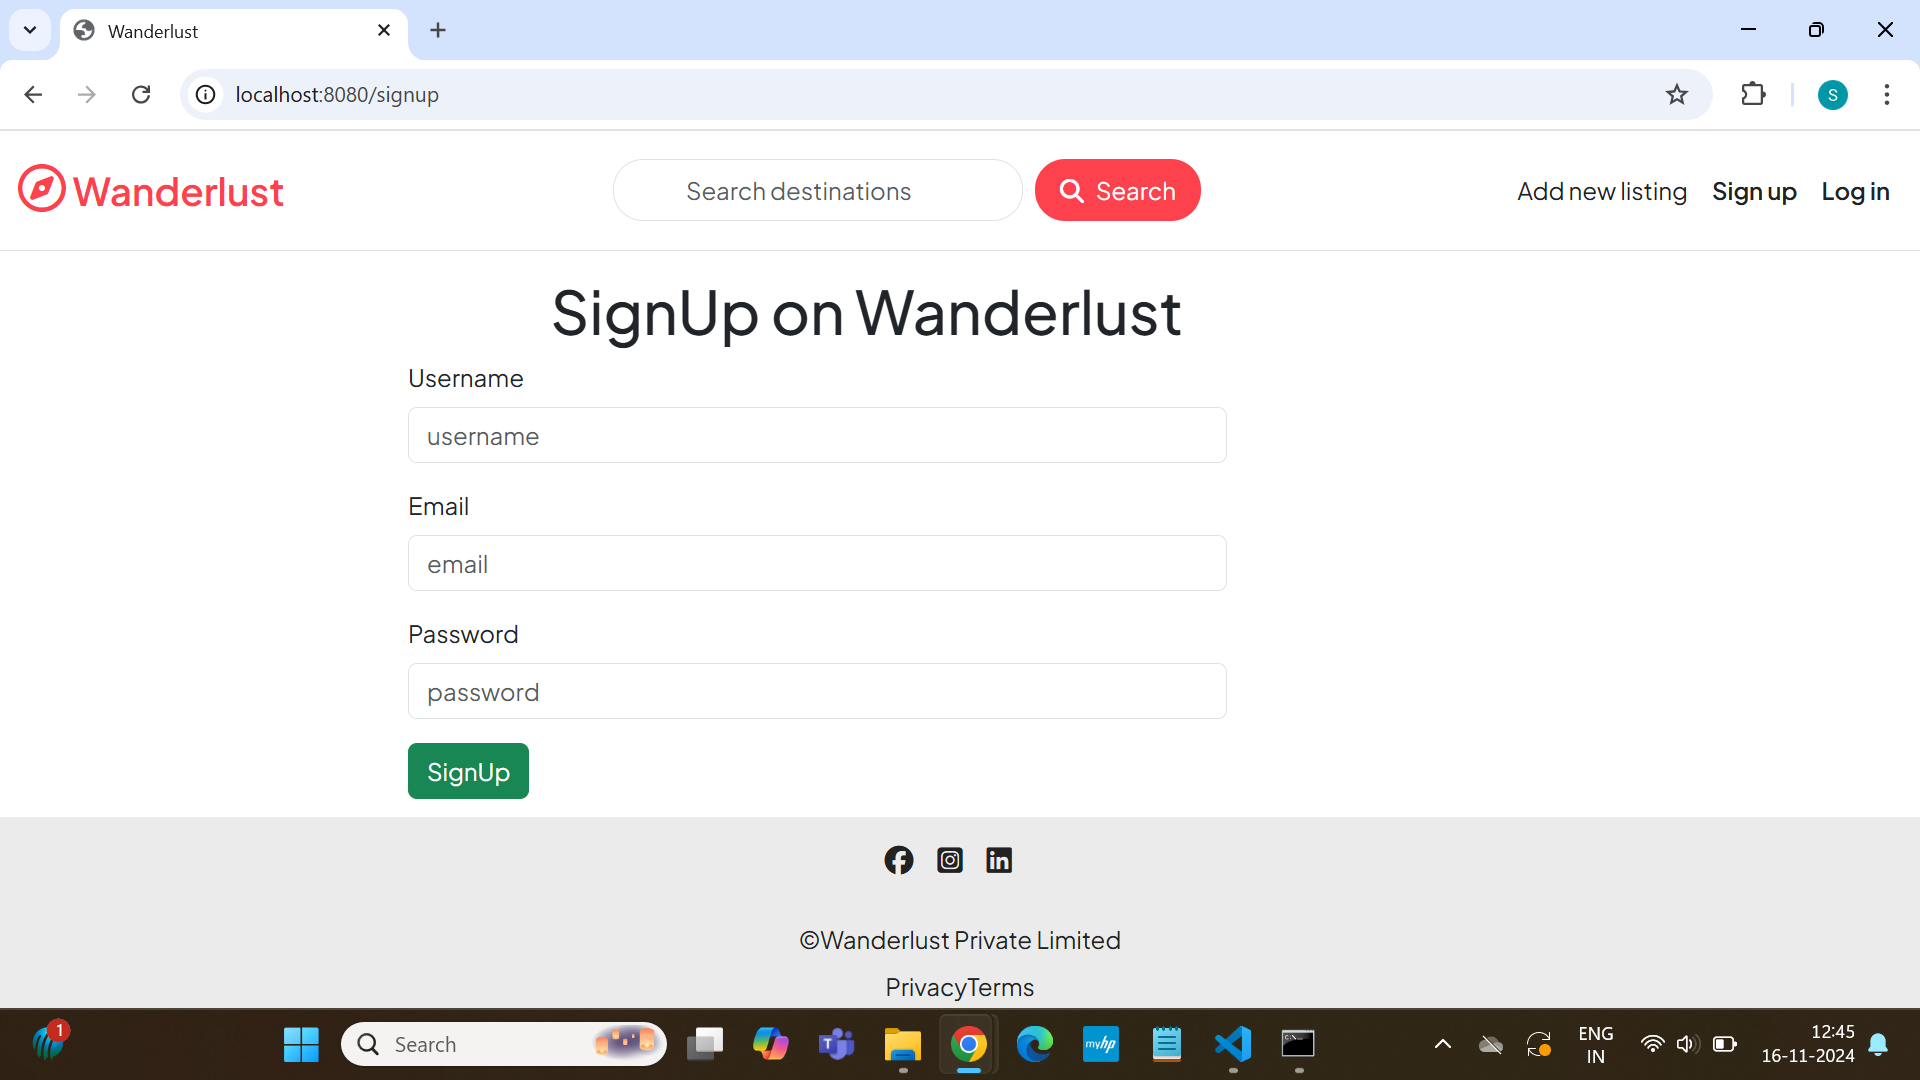 Wanderlust
localhost:8080/signup
S
Wanderlust
Search destinations
Search
Add new listing
Sign up
Log in
SignUp on Wanderlust
Username
username
Email
email
Password
password
SignUp
©Wanderlust Private Limited
PrivacyTerms
1
Search
myhp
ENG
IN
12:45
16-11-2024